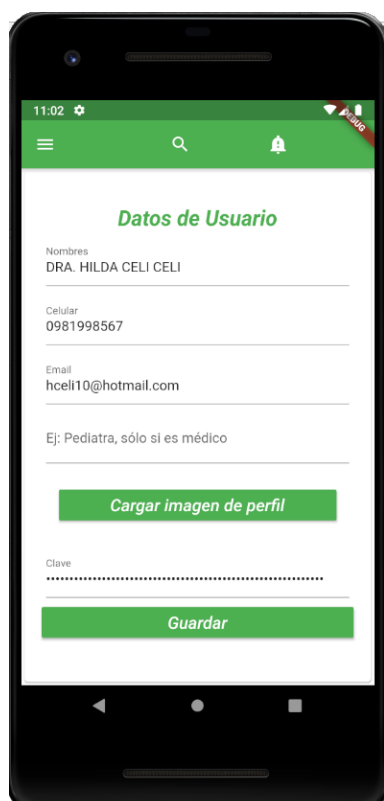 11:02
DEBUG
Datos de Usuario
Nombres
DRA. HILDA CELI CELI
Celular
0981998567
Email
hceli10@hotmail.com
Ej: Pediatra, sólo si es médico
Cargar imagen de perfil
Clave
Guardar